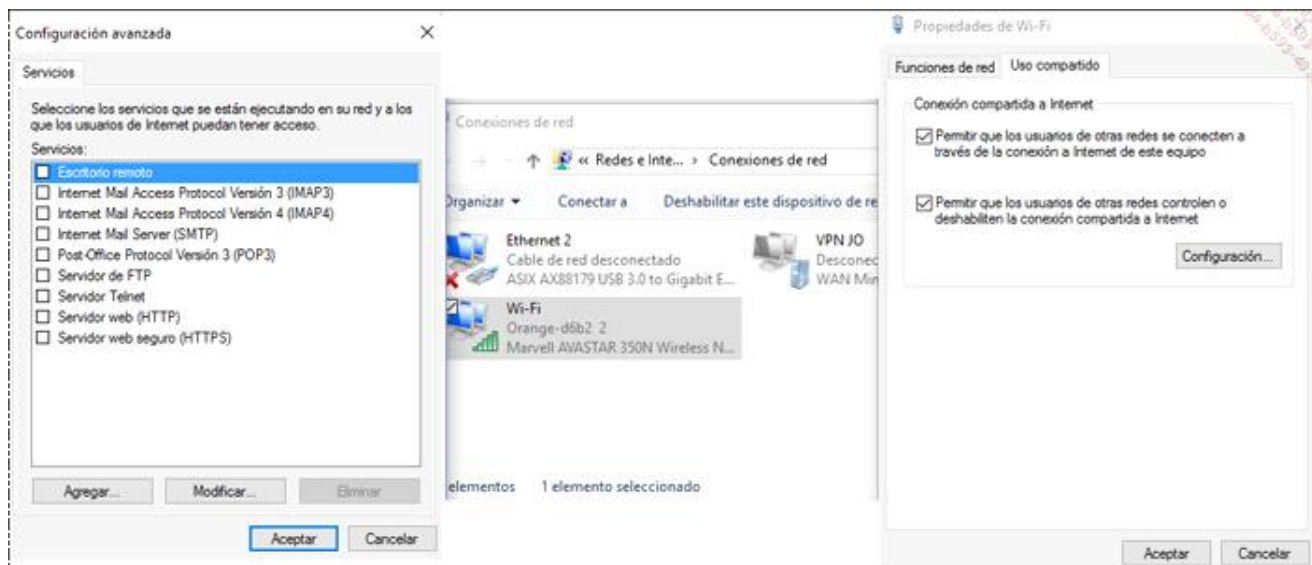 Configuración avanzada
Servicios
Seleccione los servicios que se están ejecutando en su red y a los
que los usuarios de Internet puedan tener acceso.
Servicios:
Escritorio remoto
Internet Mail Access Protocol Versión 3 (IMAP3)
Internet Mail Access Protocol Versión 4 (IMAP4)
Internet Mail Server (SMTP)
Post-Office Protocol Versión 3 (POP3)
Servidor de FTP
Servidor Telnet
Servidor web (HTTP)
Servidor web seguro (HTTPS)
Agregar... Modificar... Eliminar
Aceptar Cancelar
Conexiones de red
« Redes e Inte... > Conexiones de red
Organizar Conectar a Deshabilitar este dispositivo de re
Ethernet 2
Cable de red desconectado
ASIX AX88179 USB 3.0 to Gigabit E...
VPN JO
Desconec
WAN Min
Wi-Fi
Orange-d6b2 2
Marvell AVASTAR 350N Wireless N...
elementos 1 elemento seleccionado
Propiedades de Wi-Fi
Funciones de red Uso compartido
Conexión compartida a Internet
Permitir que los usuarios de otras redes se conecten a
través de la conexión a Internet de este equipo
Permitir que los usuarios de otras redes controlen o
deshabiliten la conexión compartida a Internet
Configuración...
Aceptar Cancelar